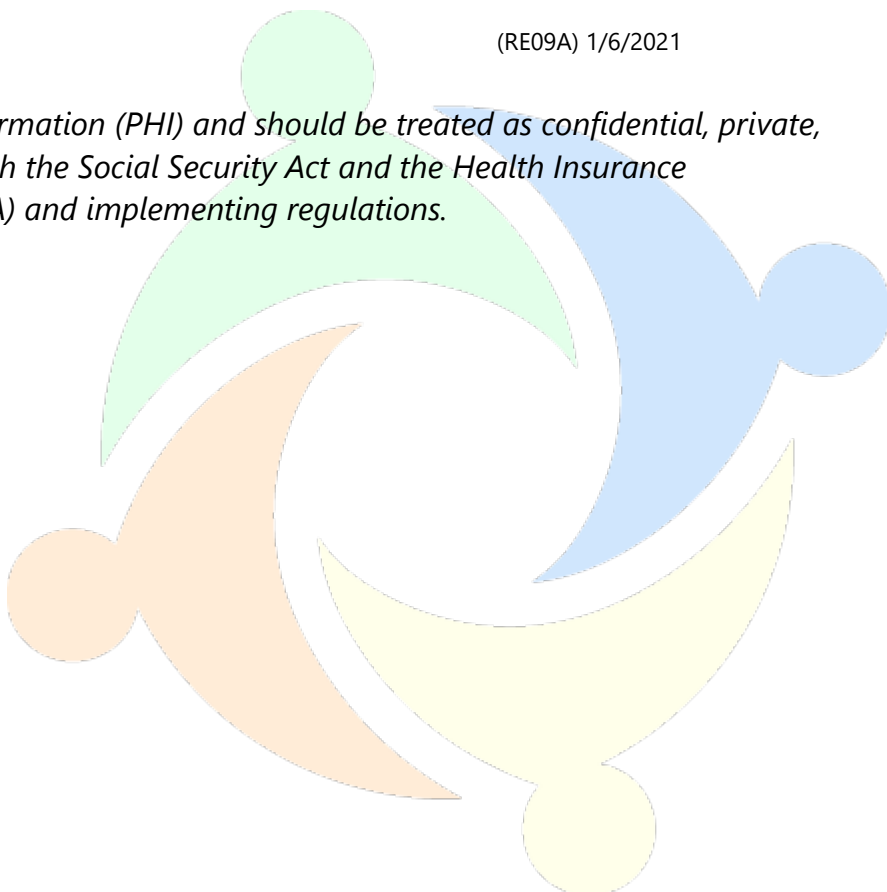 (RE09A) 1/6/2021
rmation (PHI) and should be treated as confidential, private,
h the Social Security Act and the Health Insurance
A) and implementing regulations.